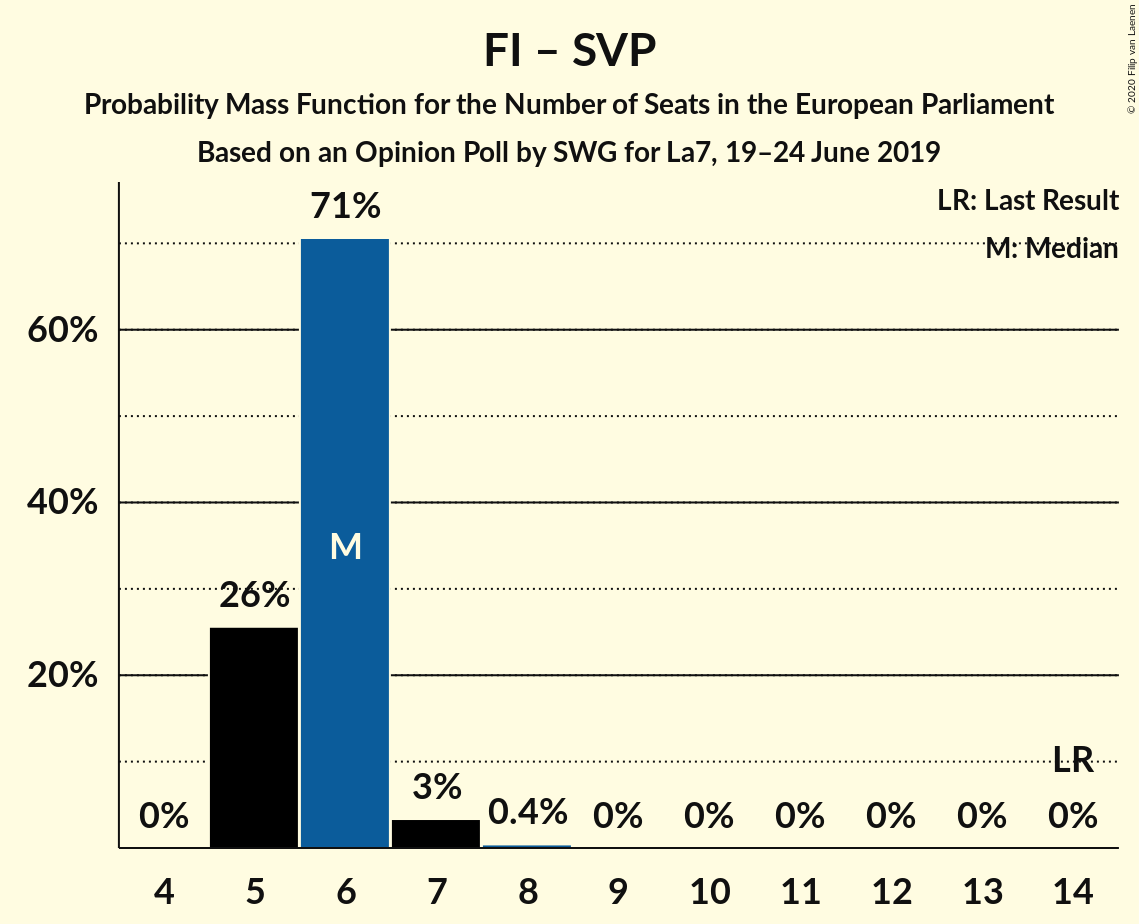 FI – SVP
Probability Mass Function for the Number of Seats in the European Parliament
Based on an Opinion Poll by SWG for La7, 19–24 June 2019
© 2020 Filip van Laenen
LR: Last Result
M: Median
71%
60%
40%
M
26%
20%
LR
3%
0.4%
0% 0% 0% 0% 0% 0% 0%
4 5 6 7 8 9 10 11 12 13 14